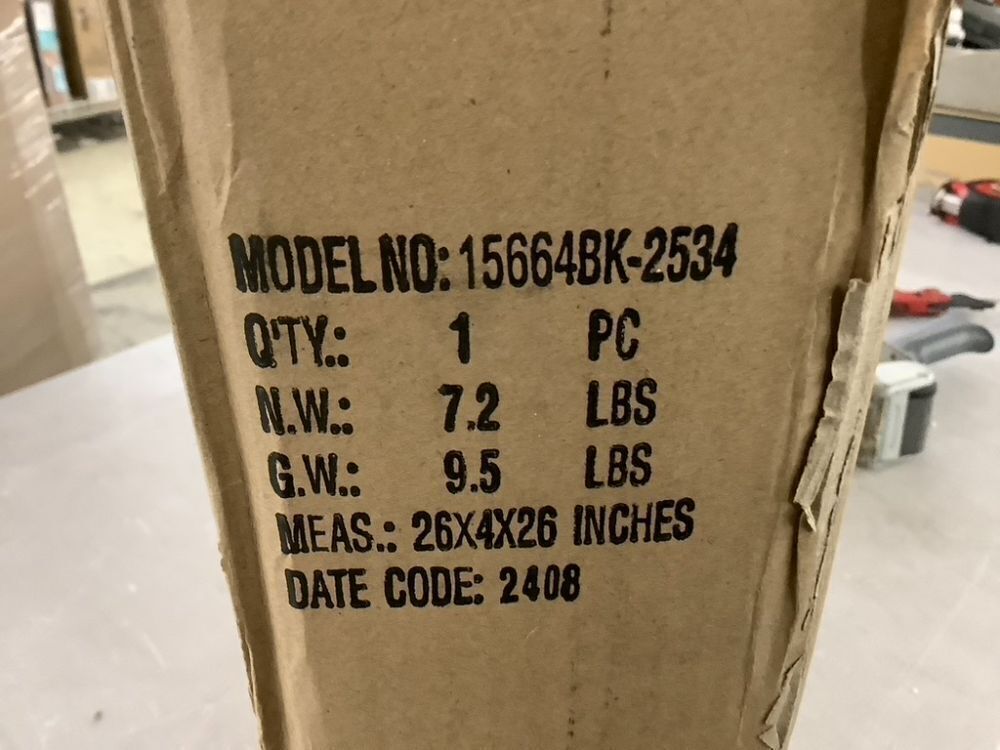 MODEL NO: 15664BK-2534
Q'TY.: 1 PC
N.W.: 7.2 LBS
G.W.: 9.5 LBS
MEAS.: 26X4X26 INCHES
DATE CODE: 2408